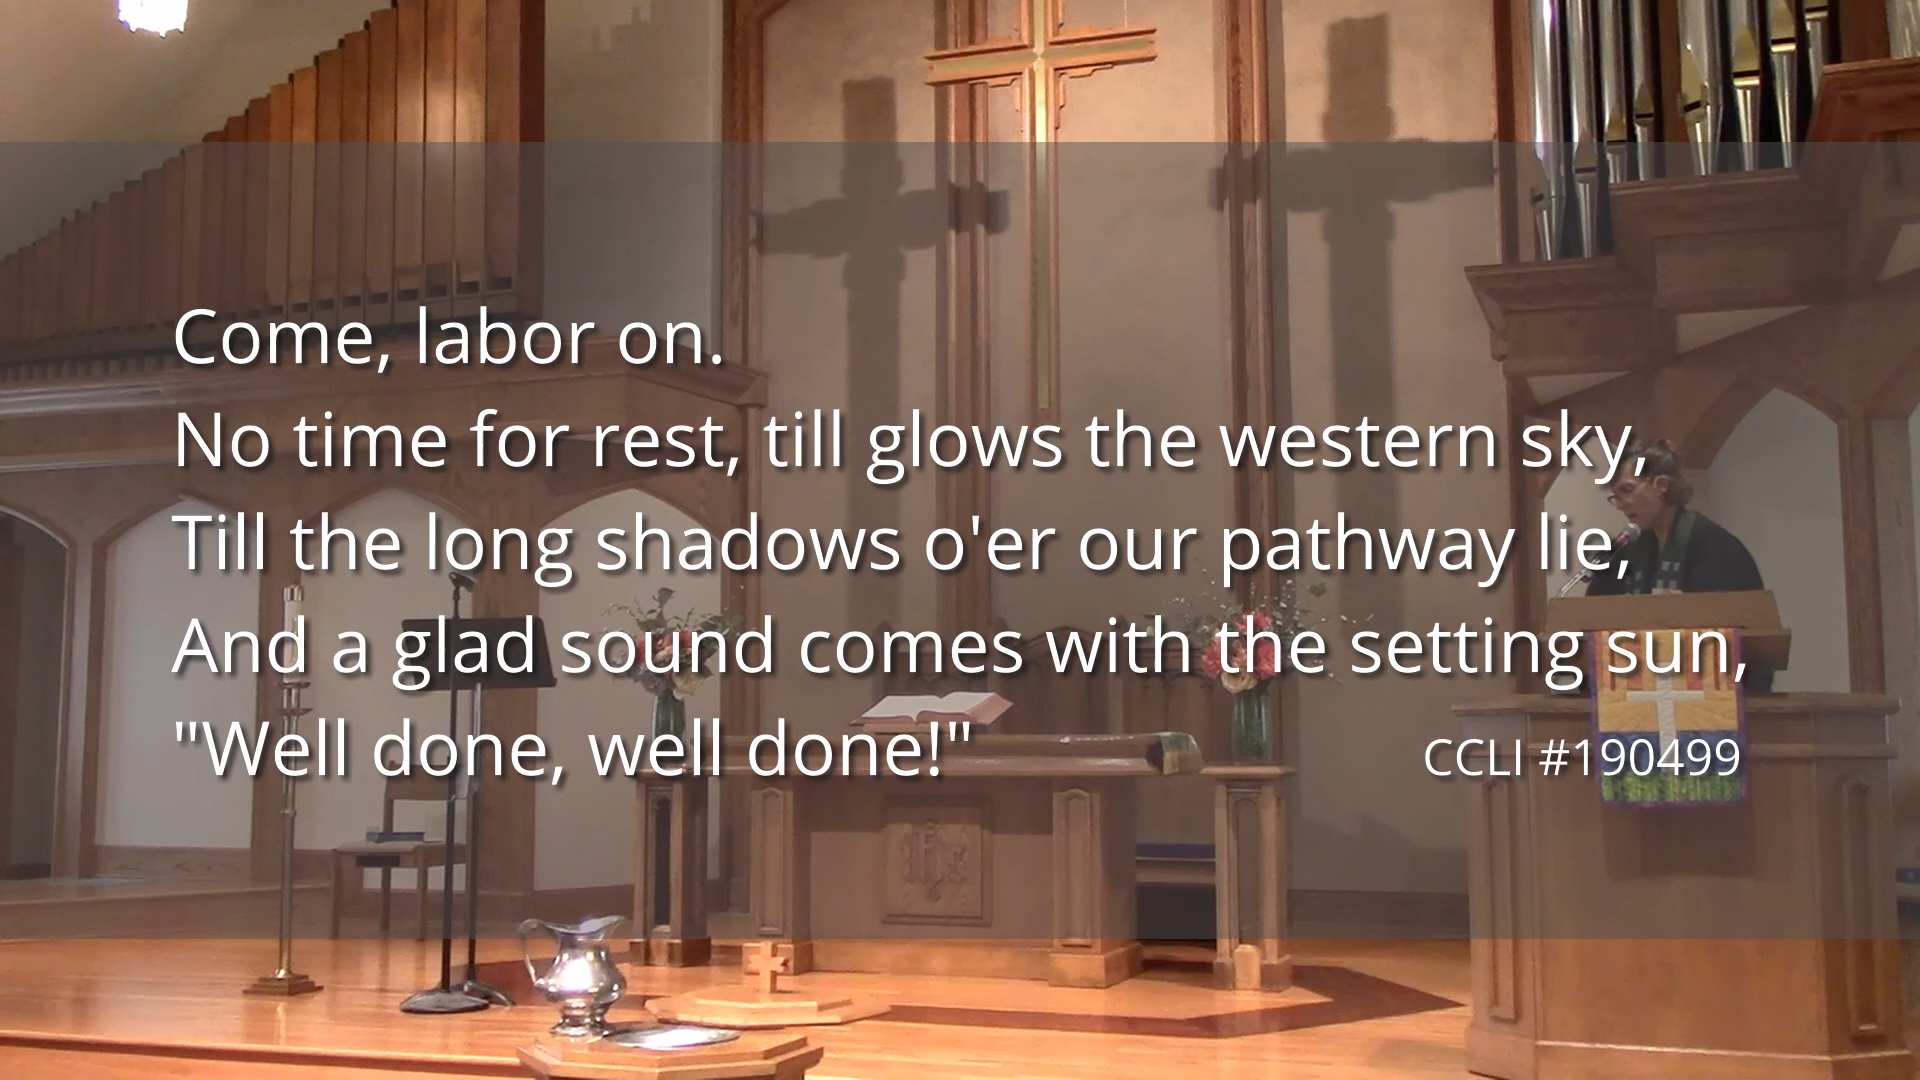 Come, labor on.
No time for rest, till glows the western sky,
Till the long shadows o'er our pathway lie,
And a glad sound comes with the setting sun,
"Well done, well done!"
CCLI #190499